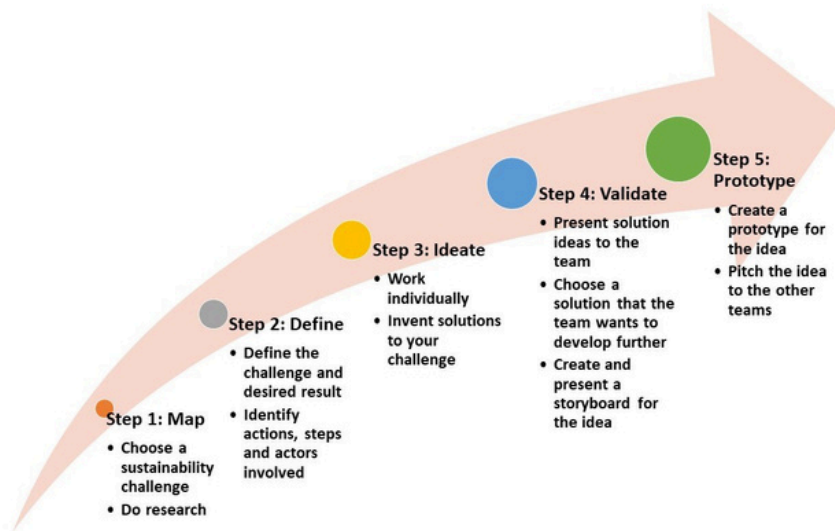 Step 1: Map
• Choose a
sustainability
challenge
• Do research
Step 2: Define
• Define the
challenge and
desired result
• Identify
actions, steps
and actors
involved
Step 3: Ideate
• Work
individually
• Invent solutions
to your
challenge
Step 4: Validate
• Present solution
ideas to the
team
• Choose a
solution that the
team wants to
develop further
• Create and
present a
storyboard for
the idea
Step 5:
Prototype
• Create a
prototype for
the idea
• Pitch the idea
to the other
teams